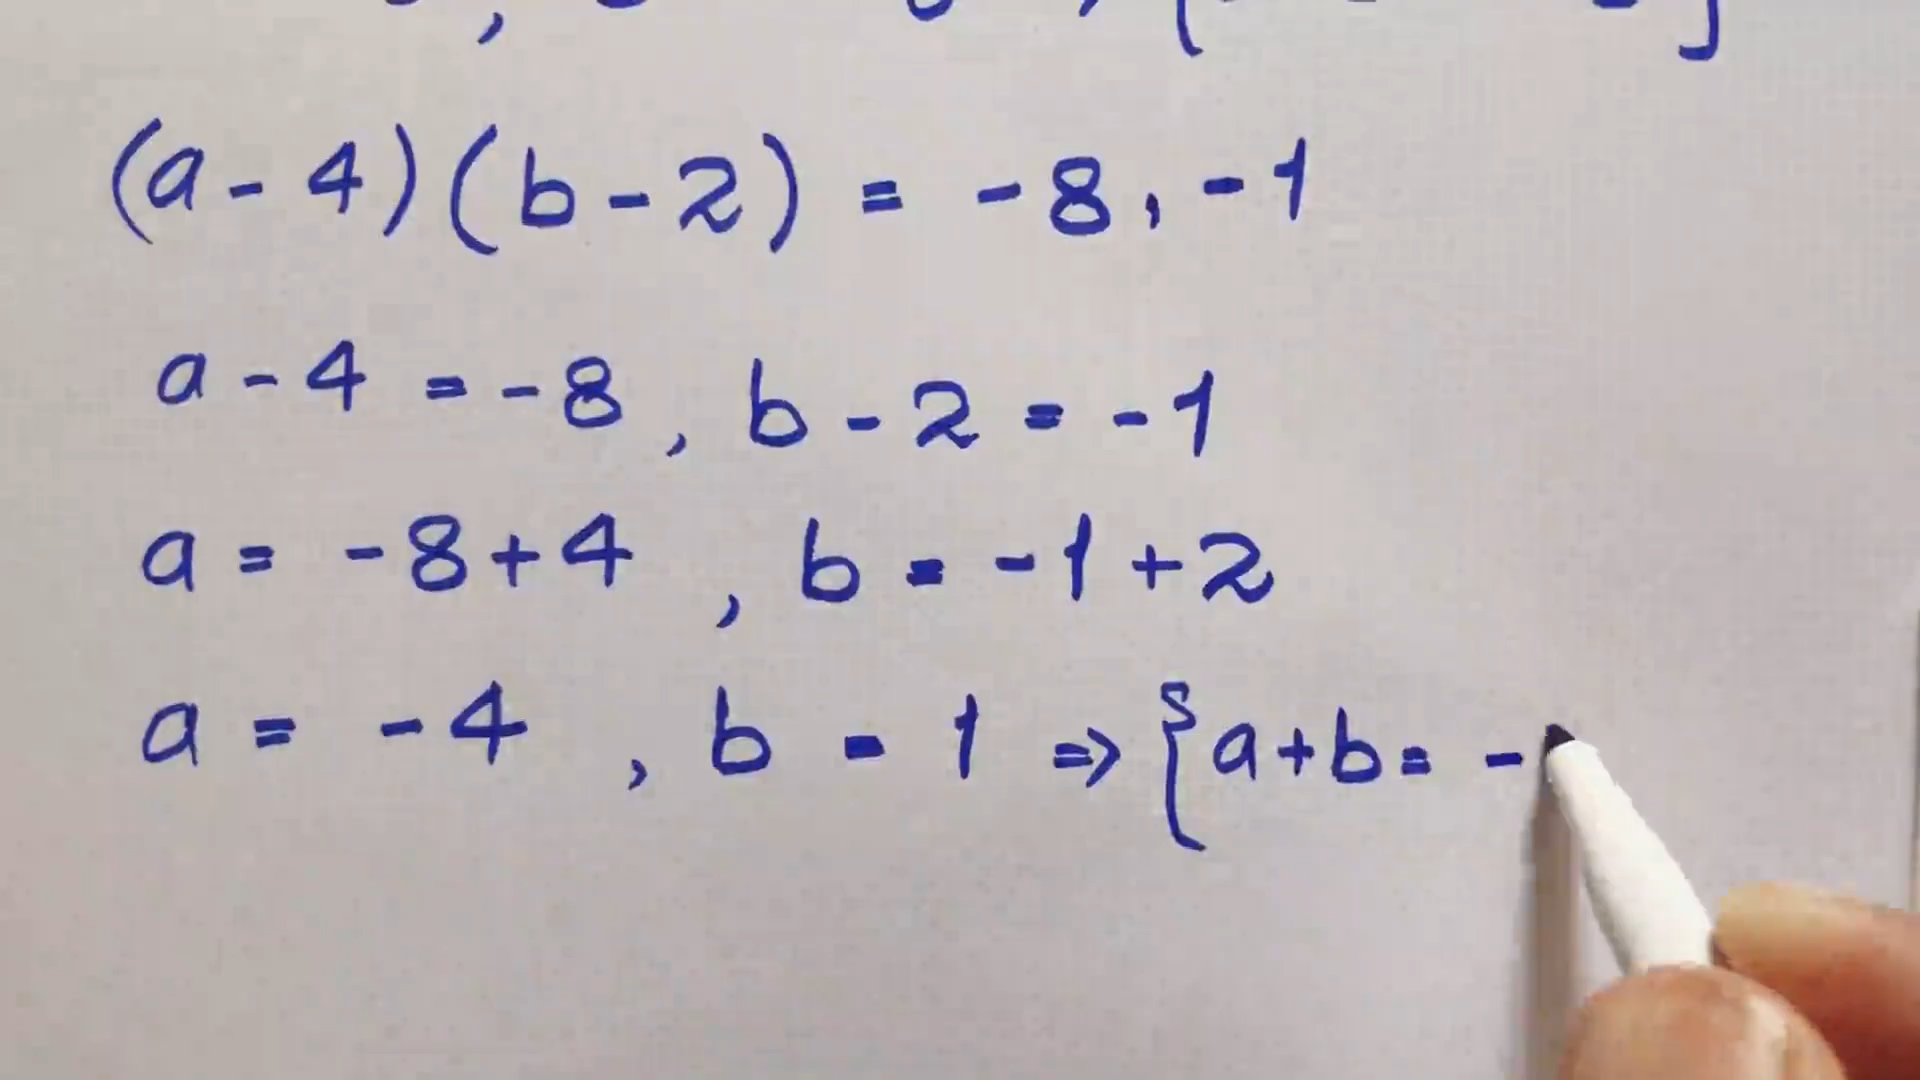 (a - 4)(b - 2) = -8, -1
a - 4 = -8, b - 2 = -1
a = -8+4, b = -1+2
a = -4, b = 1 ⇒ {a+b= -